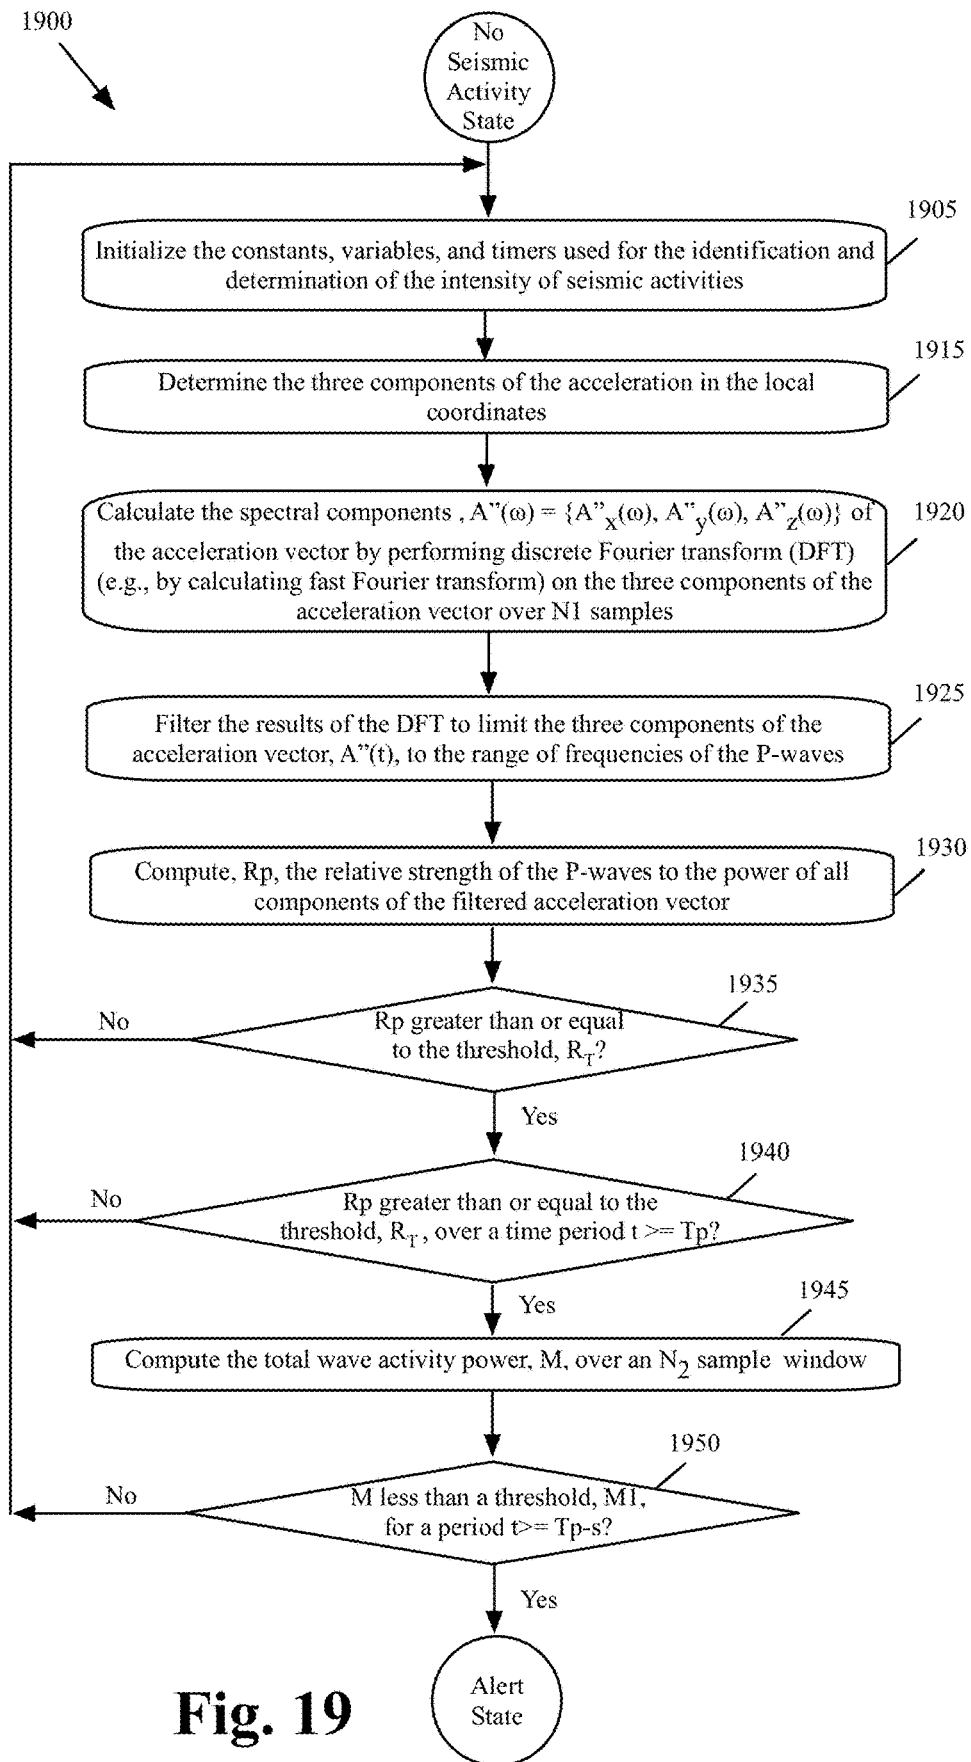 1900
No
Seismic
Activity
State
1905
Initialize the constants, variables, and timers used for the identification and
determination of the intensity of seismic activities
1915
Determine the three components of the acceleration in the local
coordinates
1920
Calculate the spectral components , A”(ω) = {A”x(ω), A”y(ω), A”z(ω)} of
the acceleration vector by performing discrete Fourier transform (DFT)
(e.g., by calculating fast Fourier transform) on the three components of the
acceleration vector over N1 samples
1925
Filter the results of the DFT to limit the three components of the
acceleration vector, A”(t), to the range of frequencies of the P-waves
1930
Compute, Rp, the relative strength of the P-waves to the power of all
components of the filtered acceleration vector
1935
Rp greater than or equal
to the threshold, RT?
No
Yes
1940
Rp greater than or equal to the
threshold, RT, over a time period t >= Tp?
No
Yes
1945
Compute the total wave activity power, M, over an N2 sample window
1950
M less than a threshold, M1,
for a period t>= Tp-s?
No
Yes
Alert
State
Fig. 19